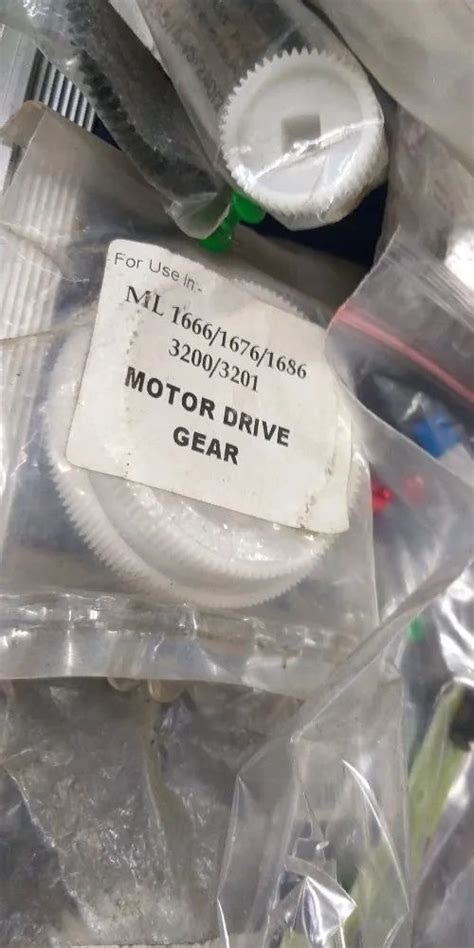 For Use In:-
ML 1666/1676/1686
3200/3201
MOTOR DRIVE
GEAR